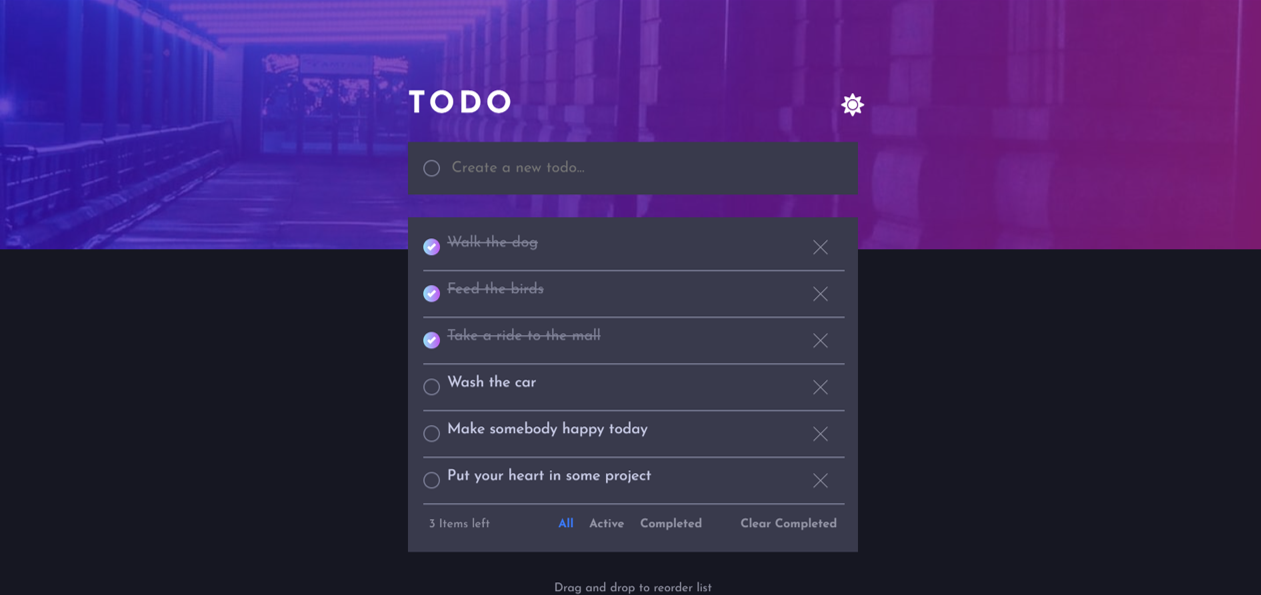 TODO
Create a new todo...
Walk the dog
Feed the birds
Take a ride to the mall
Wash the car
Make somebody happy today
Put your heart in some project
3 Items left All Active Completed Clear Completed
Drag and drop to reorder list